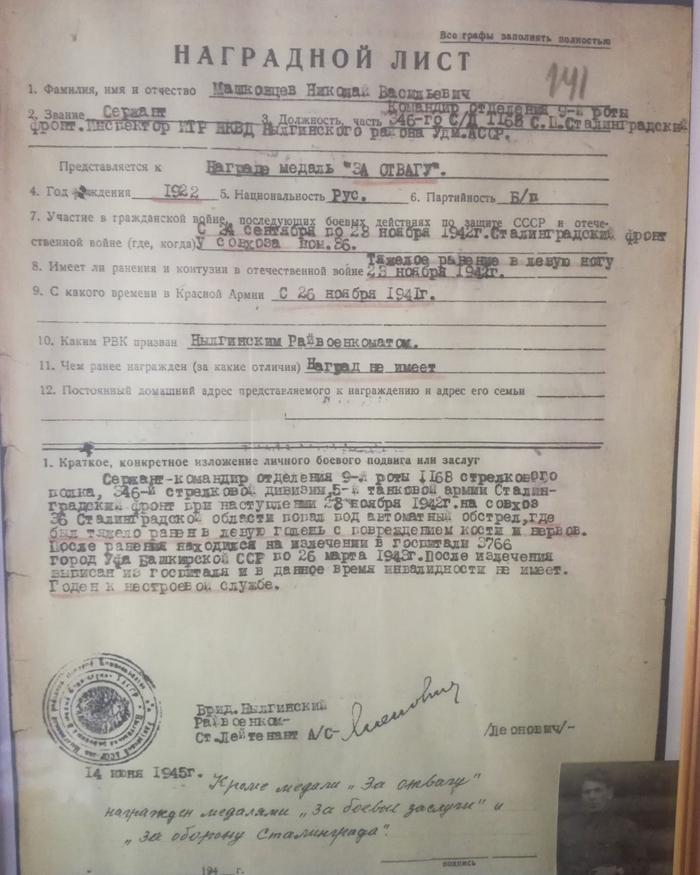 Все графы заполнять полностью
НАГРАДНОЙ ЛИСТ
141
1. Фамилия, имя и отчество Машковцев Николай Васильевич
2. Звание Сержант 3. Должность, часть Командир отделения 9-й роты
346-го С/Д 1168 С.П.Сталинградский
фронт.Инспектор ИТР НКВД Нылгинского района Удм.АССР.
Представляется к Награде медаль "ЗА ОТВАГУ".
4. Год рождения 1922 5. Национальность Рус. 6. Партийность Б/п
7. Участие в гражданской войне, последующих боевых действиях по защите СССР и отече-
С 24 сентября по 28 ноября 1942г.Сталинградский фронт
ственной войне (где, когда) У совхоза ном.86.
Тяжелое ранение в левую ногу
8. Имеет ли ранения и контузии в отечественной войне 28 ноября 1942г.
9. С какого времени в Красной Армии С 26 ноября 1941г.
10. Каким РВК призван Нылгинским Райвоенкоматом.
11. Чем ранее награжден (за какие отличия) Наград не имеет
12. Постоянный домашний адрес представляемого к награждению и адрес его семьи
1. Краткое, конкретное изложение личного боевого подвига или заслуг
Сержант-командир отделения 9-й роты 1168 стрелкового
полка, 346-й стрелковой дивизии,5-й танковой армии Сталин-
градский фронт при наступлении 28 ноября 1942г.на совхоз
36 Сталинградской области попал под автоматный обстрел,где
был тяжело ранен в левую голень с повреждением кости и нервов.
После ранения находился на излечении в госпитали 3766
город Уфа Башкирской ССР по 26 марта 1943г.После излечения
выписан из госпиталя и в данное время инвалидности не имеет.
Годен к нестроевой службе.
Врид.Нылгинский
Райвоенком-
Ст.Лейтенант А/С- /Леонович/-
14 июня 1945г.
Кроме медали „За отвагу"
награжден медалями „За боевые заслуги" и
„За оборону Сталинграда".
194 г.
подпись